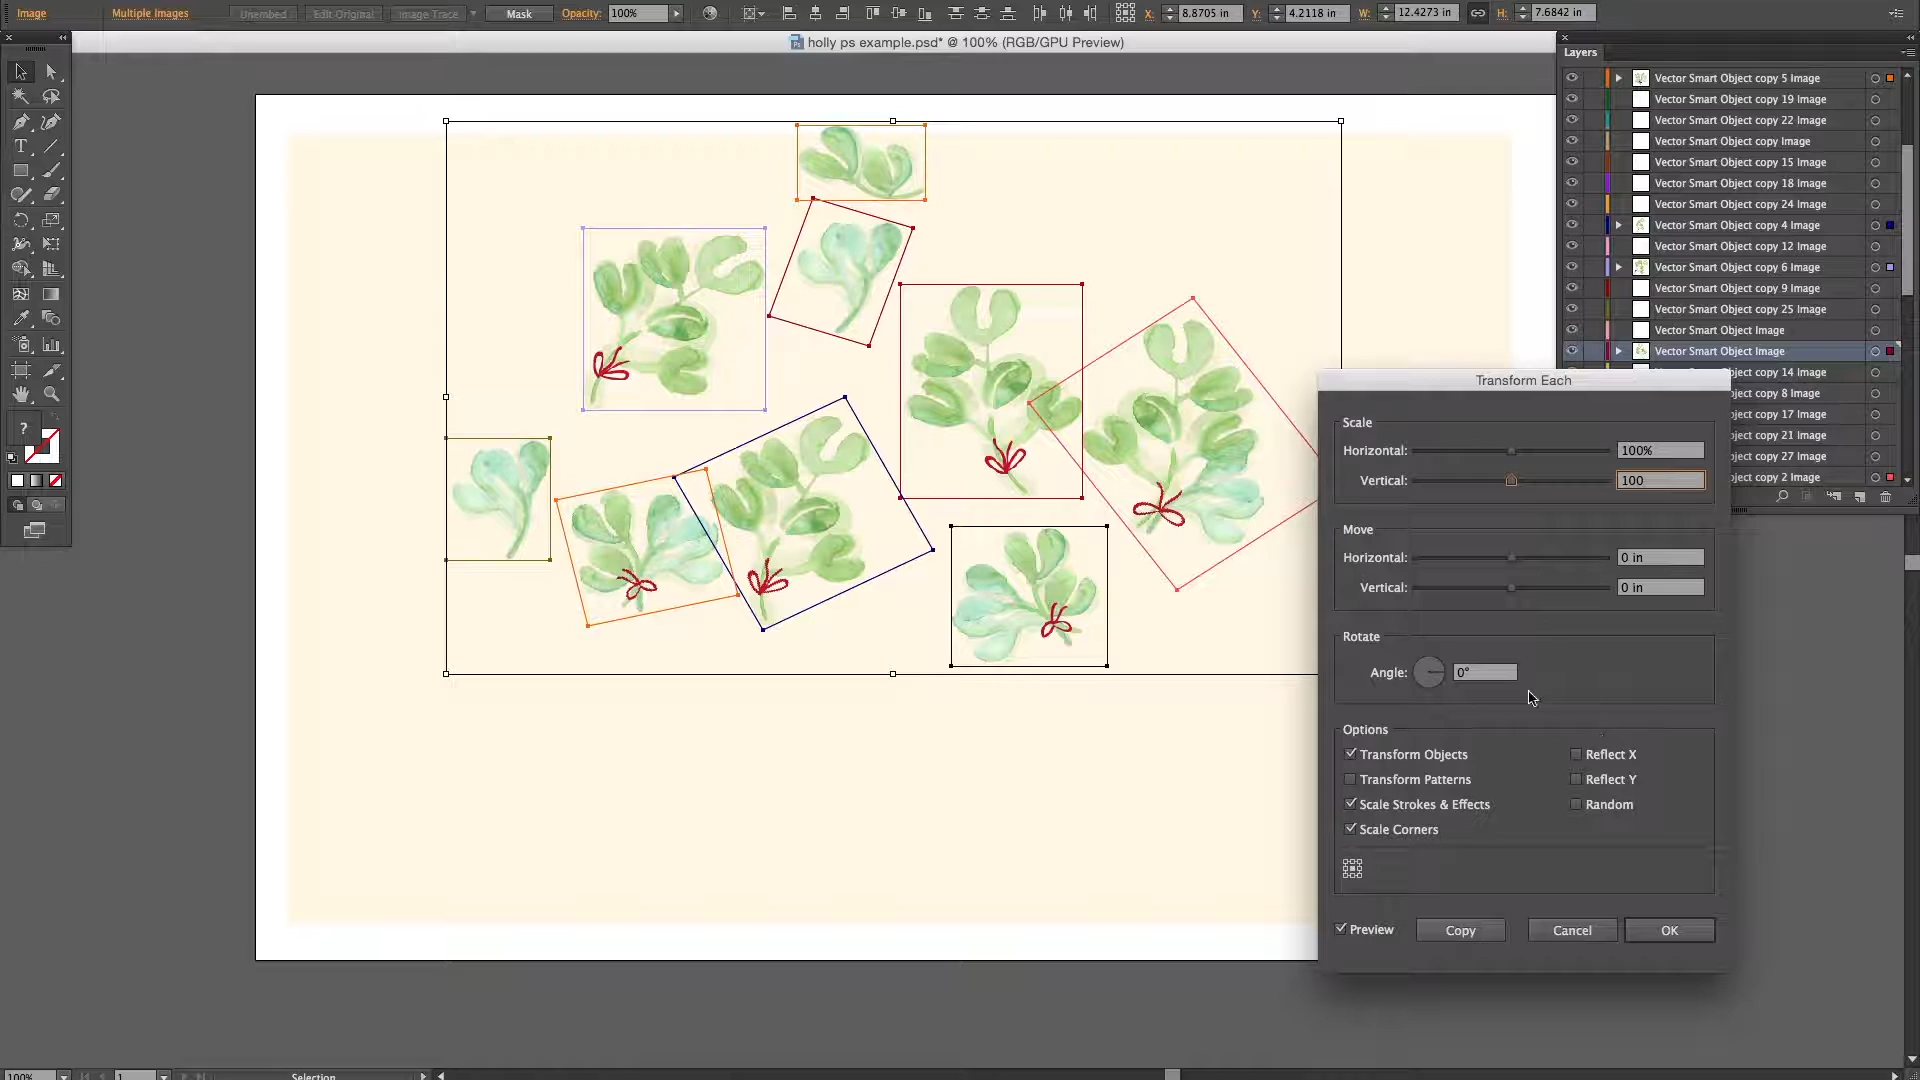 Image
Multiple Images
Unembed
Edit Original
Image Trace
Mask
Opacity:
100%
X:
8.8705 in
Y:
4.2118 in
W:
12.4273 in
H:
7.6842 in
holly ps example.psd* @ 100% (RGB/GPU Preview)
Layers
Vector Smart Object copy 5 Image
Vector Smart Object copy 19 Image
Vector Smart Object copy 22 Image
Vector Smart Object copy Image
Vector Smart Object copy 15 Image
Vector Smart Object copy 18 Image
Vector Smart Object copy 24 Image
Vector Smart Object copy 4 Image
Vector Smart Object copy 12 Image
Vector Smart Object copy 6 Image
Vector Smart Object copy 9 Image
Vector Smart Object copy 25 Image
Vector Smart Object Image
Vector Smart Object Image
copy 14 Image
copy 8 Image
copy 17 Image
copy 21 Image
copy 27 Image
copy 2 Image
Transform Each
Scale
Horizontal:
100%
Vertical:
100
Move
Horizontal:
0 in
Vertical:
0 in
Rotate
Angle:
0°
Options
Transform Objects
Reflect X
Transform Patterns
Reflect Y
Scale Strokes & Effects
Random
Scale Corners
Preview
Copy
Cancel
OK
?
T
100%
1
Selection